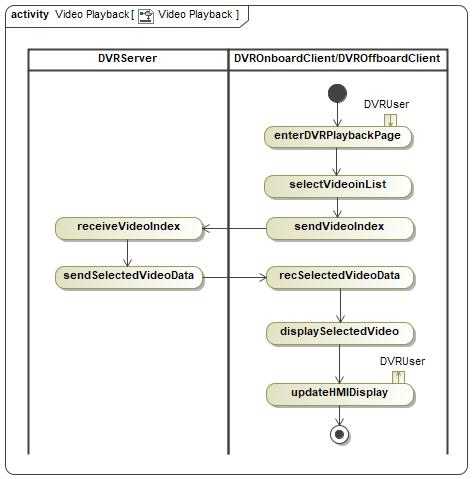 activity Video Playback [ Video Playback ]
DVRServer
DVROnboardClient/DVROffboardClient
DVRUser
enterDVRPlaybackPage
selectVideoinList
receiveVideoIndex
sendVideoIndex
sendSelectedVideoData
recSelectedVideoData
displaySelectedVideo
DVRUser
updateHMIDisplay